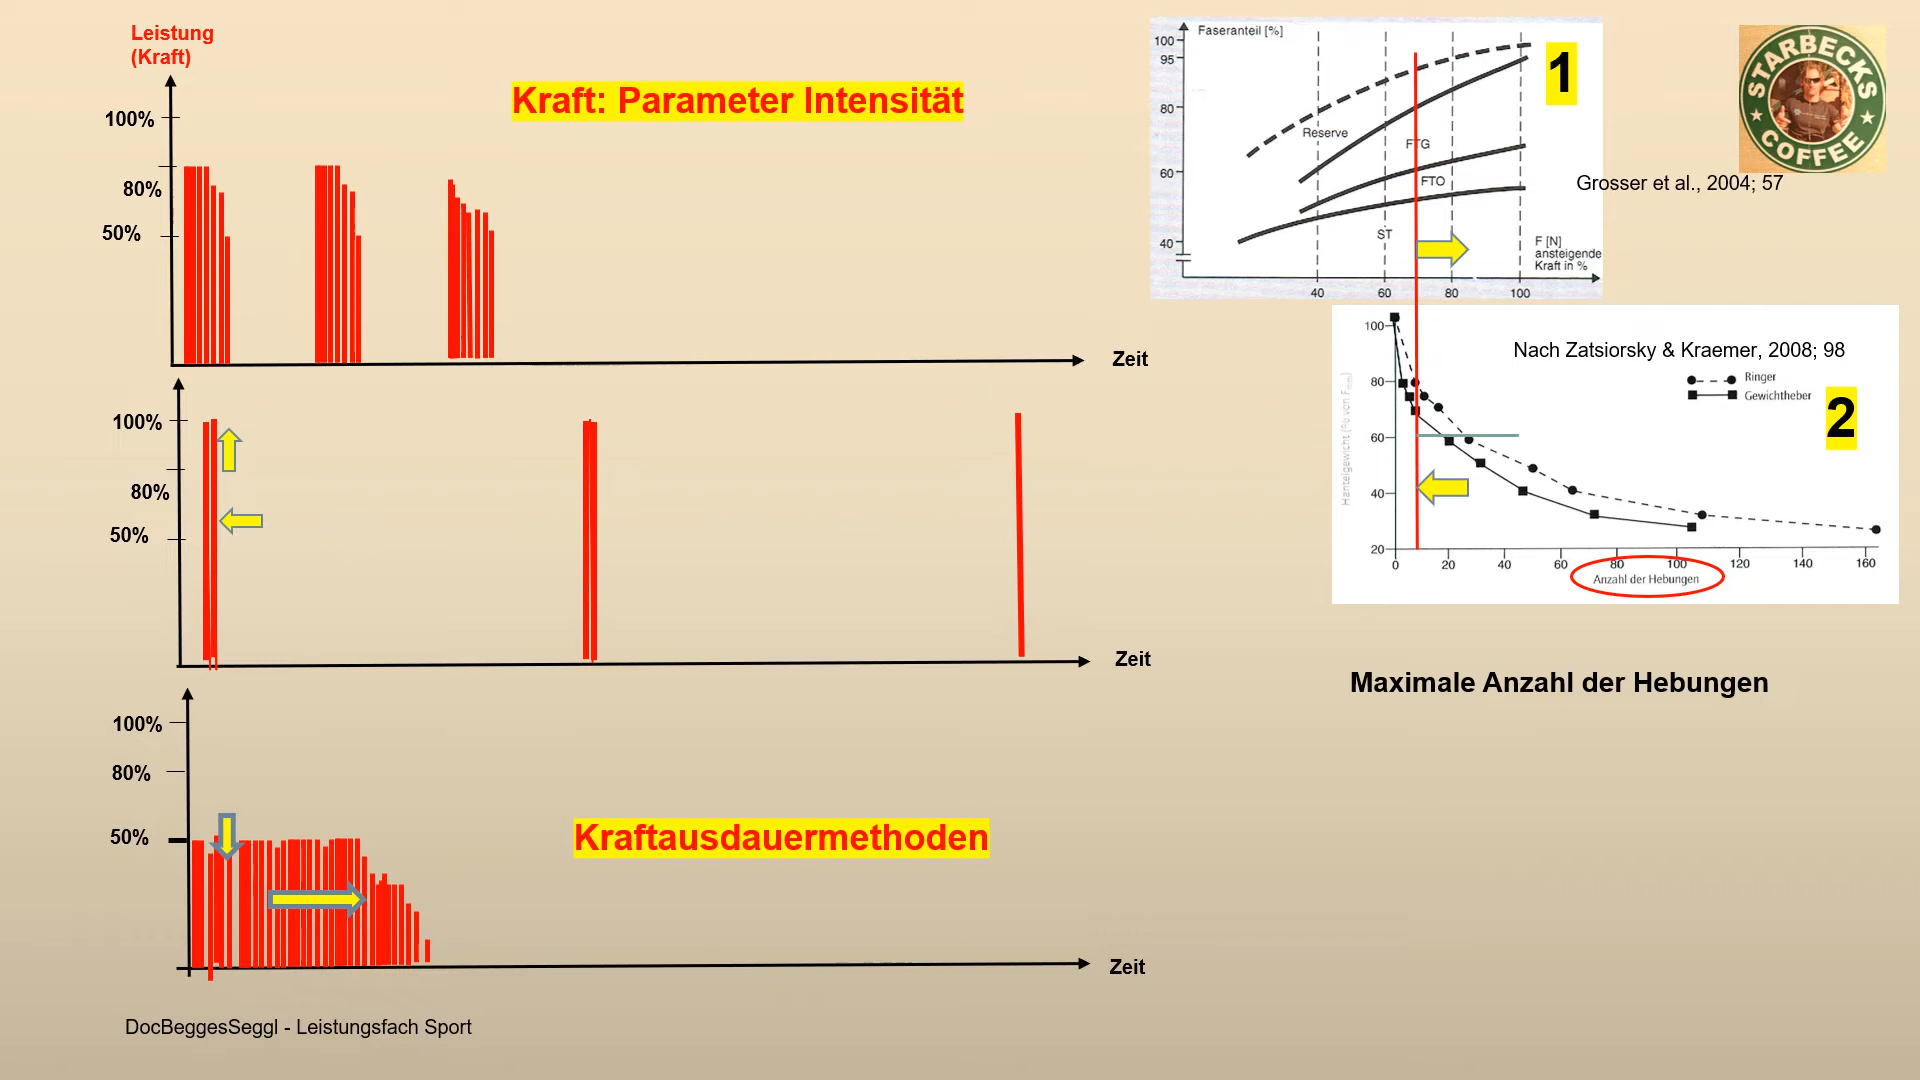 Leistung
(Kraft)
100%
80%
50%
Kraft: Parameter Intensität
Zeit
100%
80%
50%
Zeit
100%
80%
50%
Kraftausdauermethoden
Zeit
DocBeggesSeggl - Leistungsfach Sport
Faseranteil [%]
100
95
80
60
40
Reserve
FTG
FTO
ST
F [N]
ansteigende
Kraft in %
40 60 80 100
1
STARBECKS
COFFEE
Grosser et al., 2004; 57
Nach Zatsiorsky & Kraemer, 2008; 98
Ringer
Gewichtheber
2
Hantelgewicht (% von
100
80
60
40
20
0 20 40 60 80 100 120 140 160
Anzahl der Hebungen
Maximale Anzahl der Hebungen